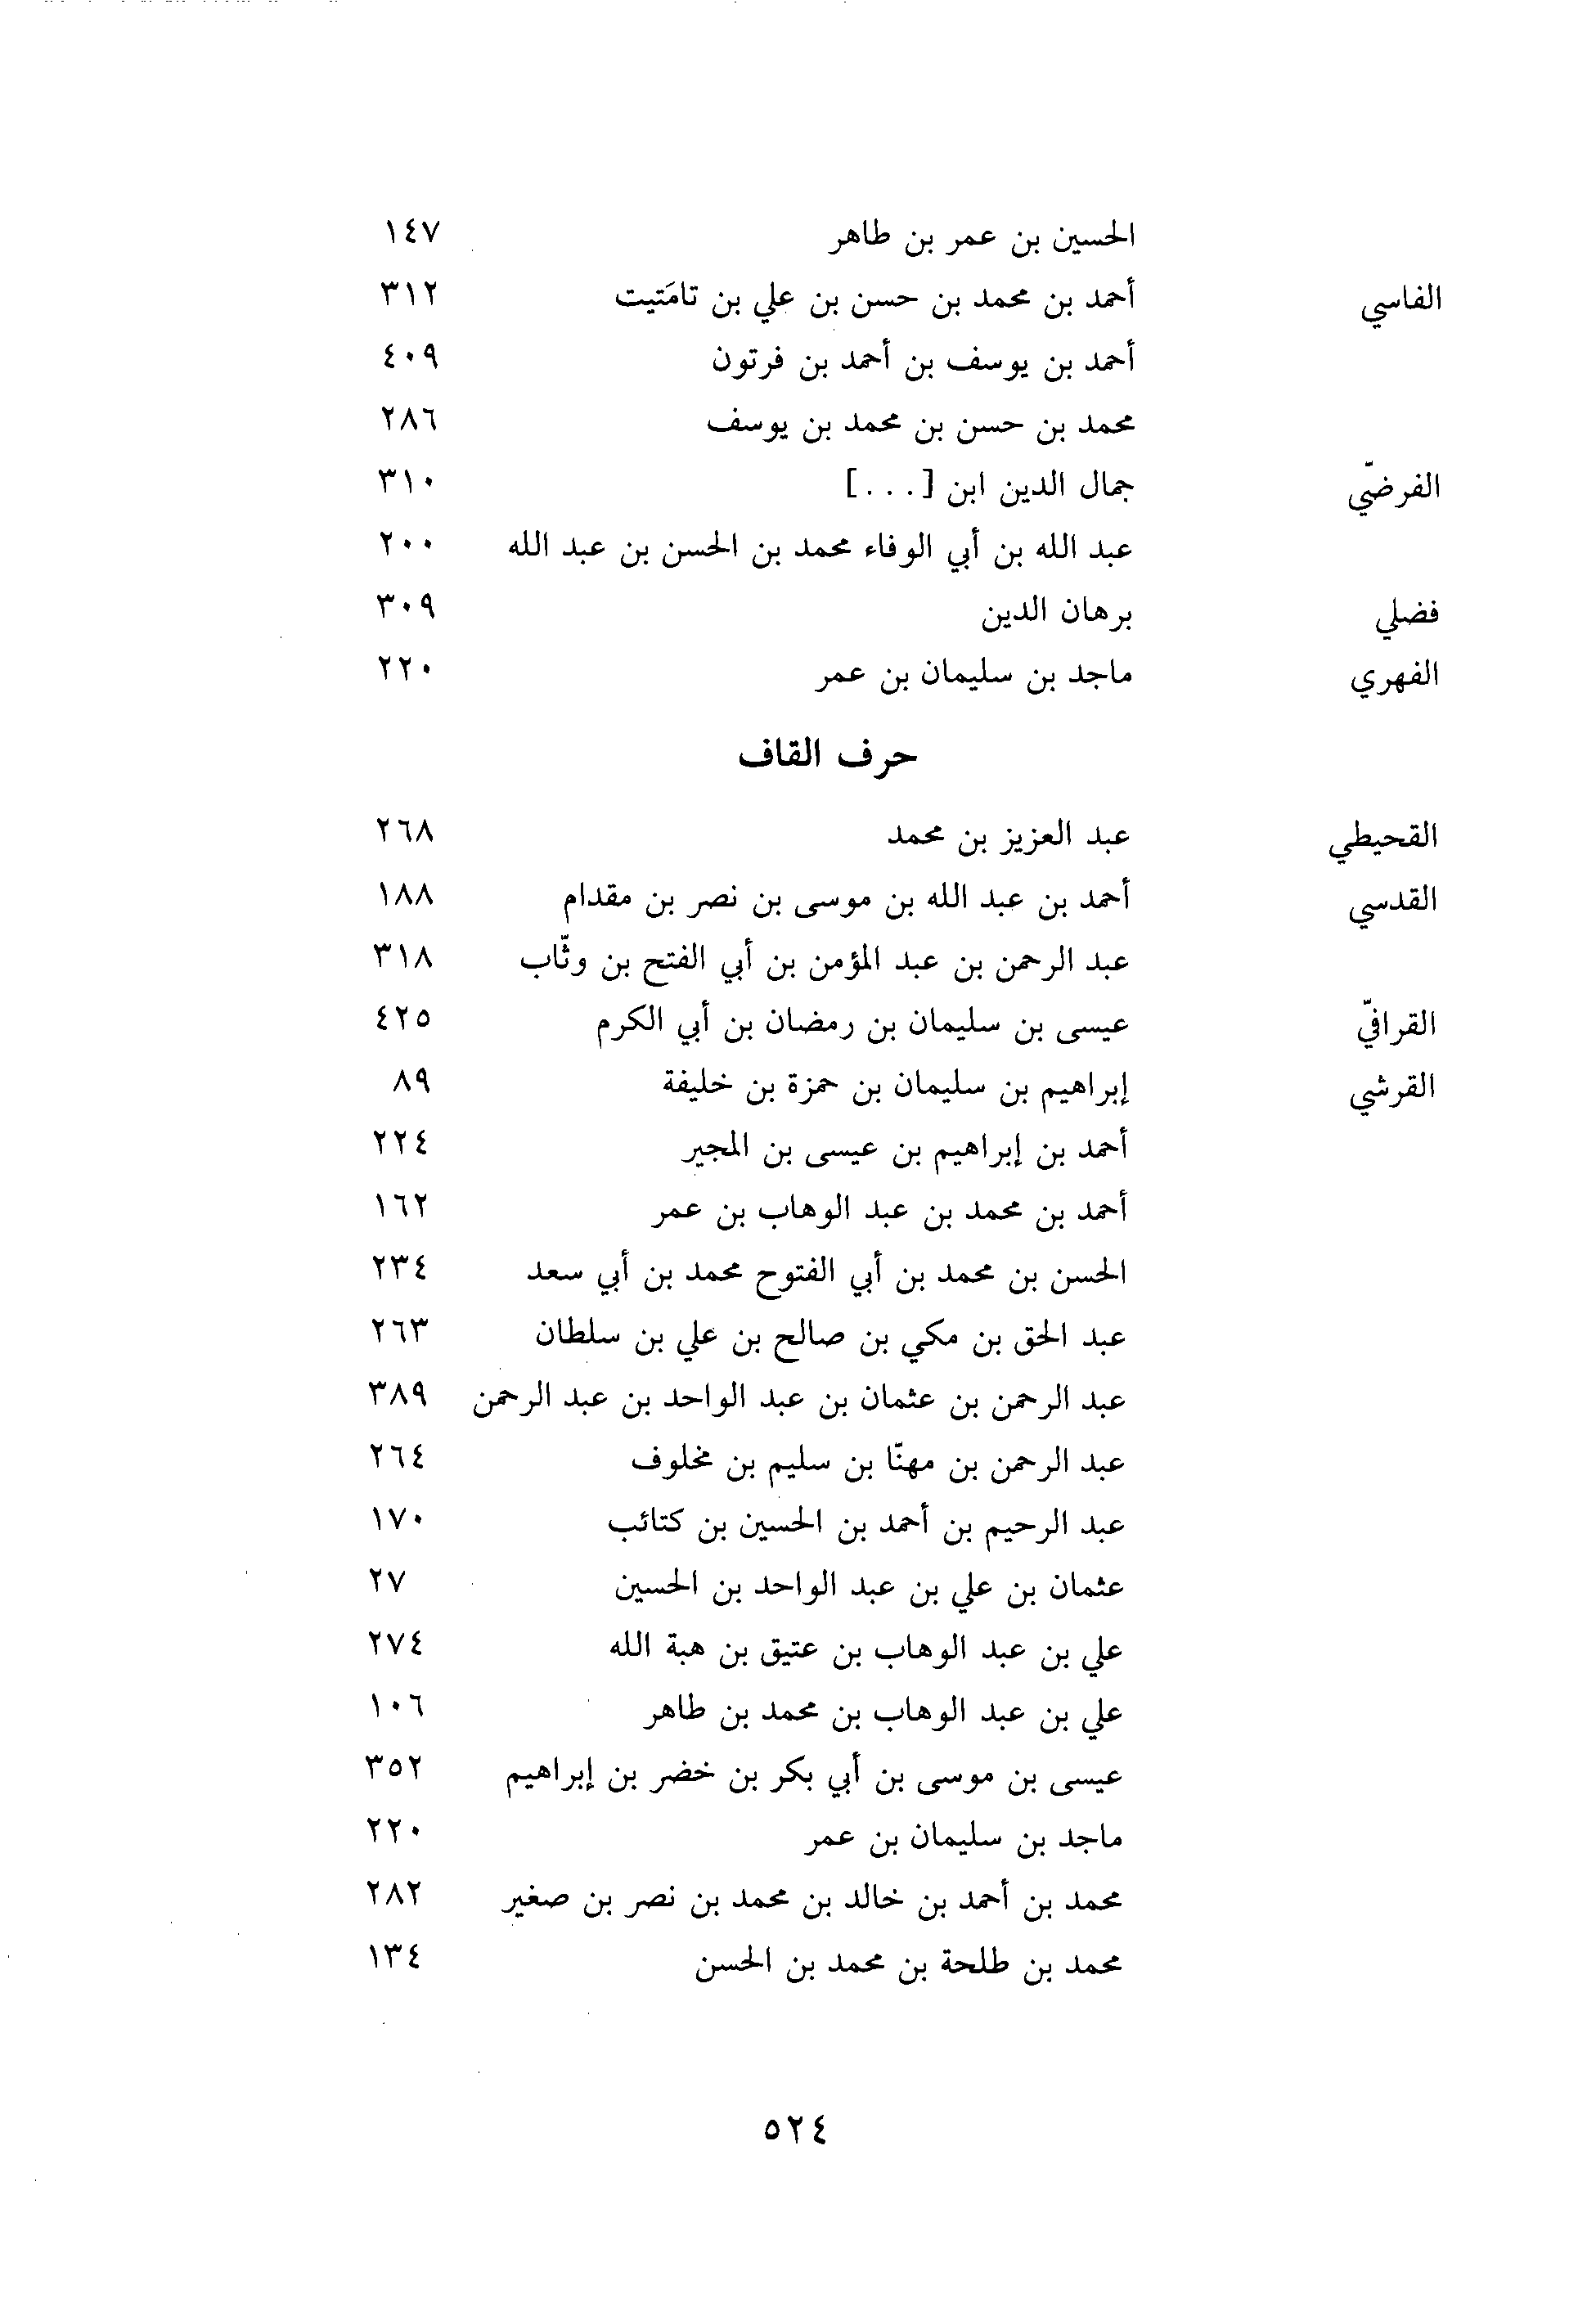 الحسين بن عمر بن طاهر ١٤٧
الفاسي أحمد بن محمد بن حسن بن علي بن تامَتيت ٣١٢
أحمد بن يوسف بن أحمد بن فرتون ٤٠٩
محمد بن حسن بن محمد بن يوسف ٢٨٦
الفرضيّ جمال الدين ابن [...] ٣١٠
عبد الله بن أبي الوفاء محمد بن الحسن بن عبد الله ٢٠٠
فضلي برهان الدين ٣٠٩
الفهري ماجد بن سليمان بن عمر ٢٢٠
حرف القاف
القحيطي عبد العزيز بن محمد ٢٦٨
القدسي أحمد بن عبد الله بن موسى بن نصر بن مقدام ١٨٨
عبد الرحمن بن عبد المؤمن بن أبي الفتح بن وثّاب ٣١٨
القرافيّ عيسى بن سليمان بن رمضان بن أبي الكرم ٤٢٥
القرشي إبراهيم بن سليمان بن حمزة بن خليفة ٨٩
أحمد بن إبراهيم بن عيسى بن المجير ٢٢٤
أحمد بن محمد بن عبد الوهاب بن عمر ١٦٢
الحسن بن محمد بن أبي الفتوح محمد بن أبي سعد ٢٣٤
عبد الحق بن مكي بن صالح بن علي بن سلطان ٢٦٣
عبد الرحمن بن عثمان بن عبد الواحد بن عبد الرحمن ٣٨٩
عبد الرحمن بن مهنّا بن سليم بن مخلوف ٢٦٤
عبد الرحيم بن أحمد بن الحسين بن كتائب ١٧٠
عثمان بن علي بن عبد الواحد بن الحسين ٢٧
علي بن عبد الوهاب بن عتيق بن هبة الله ٢٧٤
علي بن عبد الوهاب بن محمد بن طاهر ١٠٦
عيسى بن موسى بن أبي بكر بن خضر بن إبراهيم ٣٥٢
ماجد بن سليمان بن عمر ٢٢٠
محمد بن أحمد بن خالد بن محمد بن نصر بن صغير ٢٨٢
محمد بن طلحة بن محمد بن الحسن ١٣٤
٥٢٤